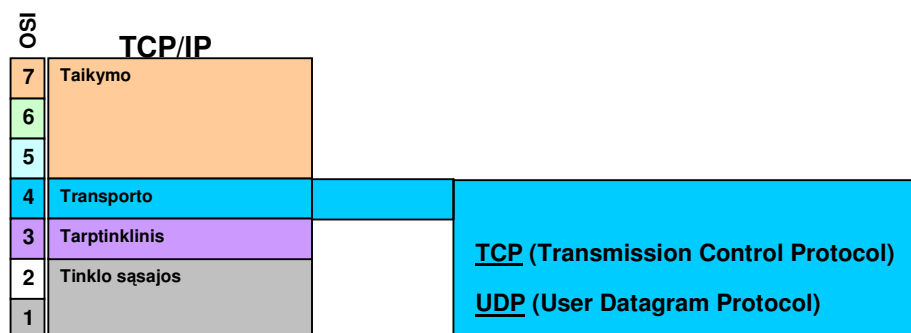 OSI
TCP/IP
7 Taikymo
6
5
4 Transporto
3 Tarptinklinis
TCP (Transmission Control Protocol)
2 Tinklo sąsajos
UDP (User Datagram Protocol)
1